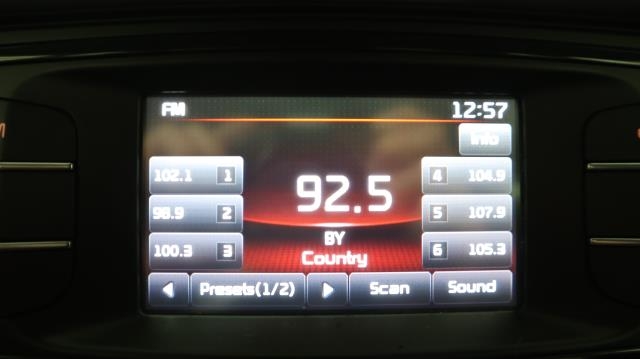 FM 12:57
Info
102.1 1 4 104.9
98.9 2 92.5 5 107.9
BY
100.3 3 Country 6 105.3
Presets(1/2) Scan Sound